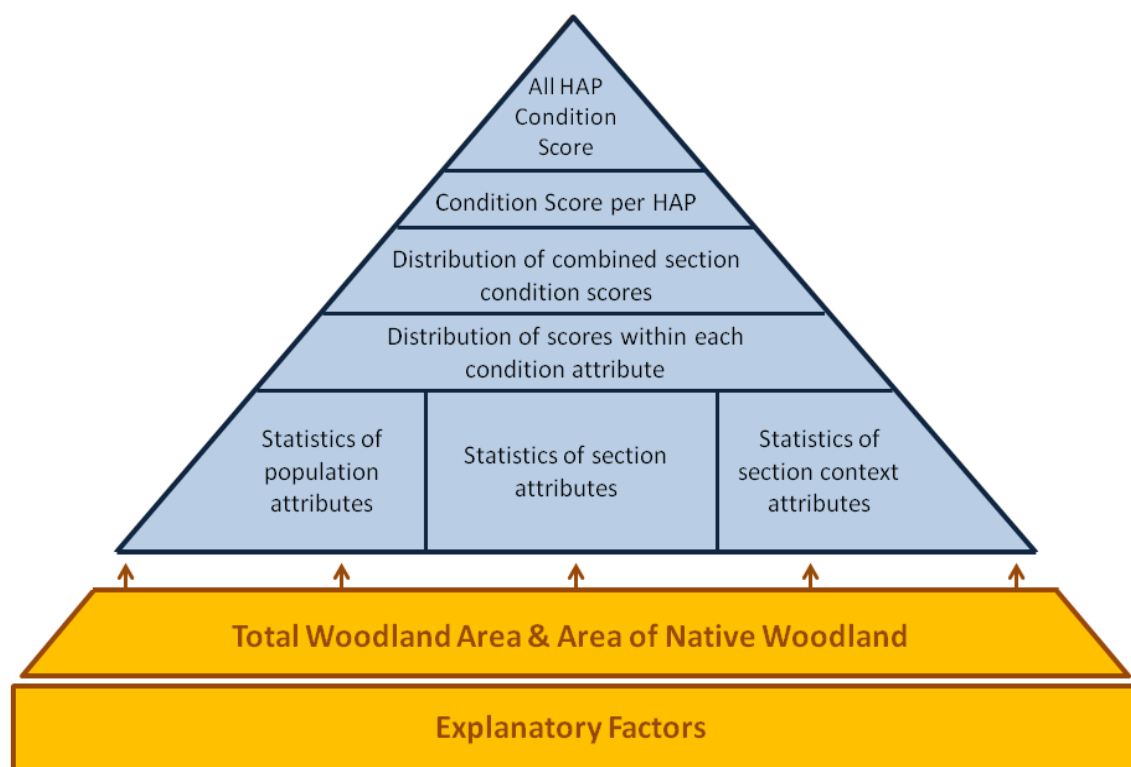 All HAP
Condition
Score
Condition Score per HAP
Distribution of combined section
condition scores
Distribution of scores within each
condition attribute
Statistics of
population
attributes
Statistics of section
attributes
Statistics of
section context
attributes
Total Woodland Area & Area of Native Woodland
Explanatory Factors